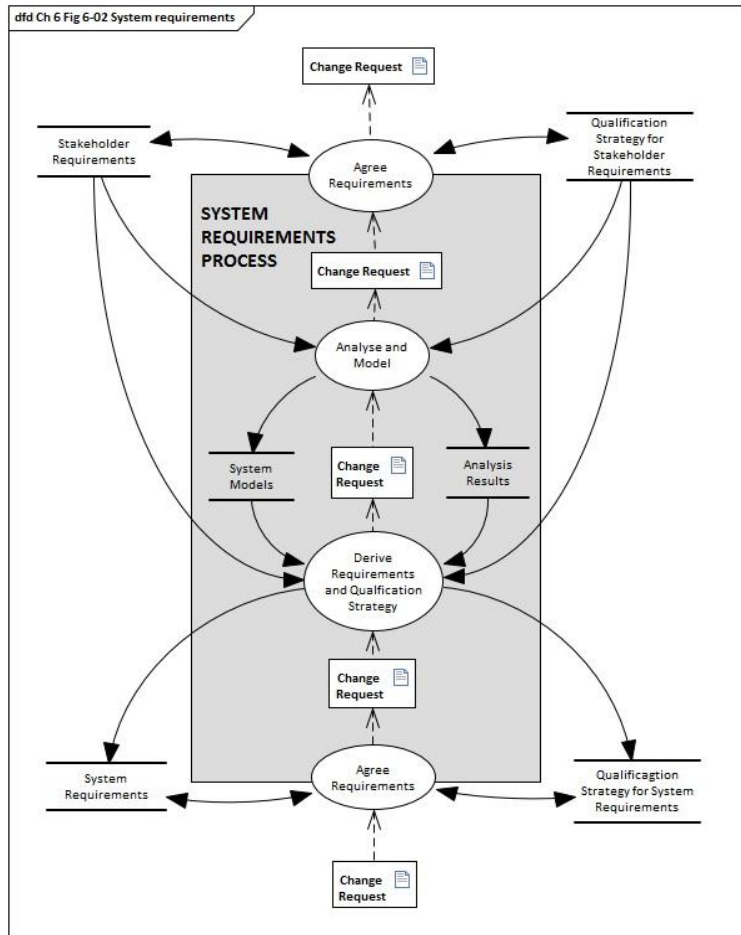 dfd Ch 6 Fig 6-02 System requirements
Change Request
Stakeholder
Requirements
Agree
Requirements
Qualification
Strategy for
Stakeholder
Requirements
SYSTEM
REQUIREMENTS
PROCESS
Change Request
Analyse and
Model
System
Models
Change
Request
Analysis
Results
Derive
Requirements
and Qualfication
Strategy
Change
Request
System
Requirements
Agree
Requirements
Qualificagtion
Strategy for System
Requirements
Change
Request